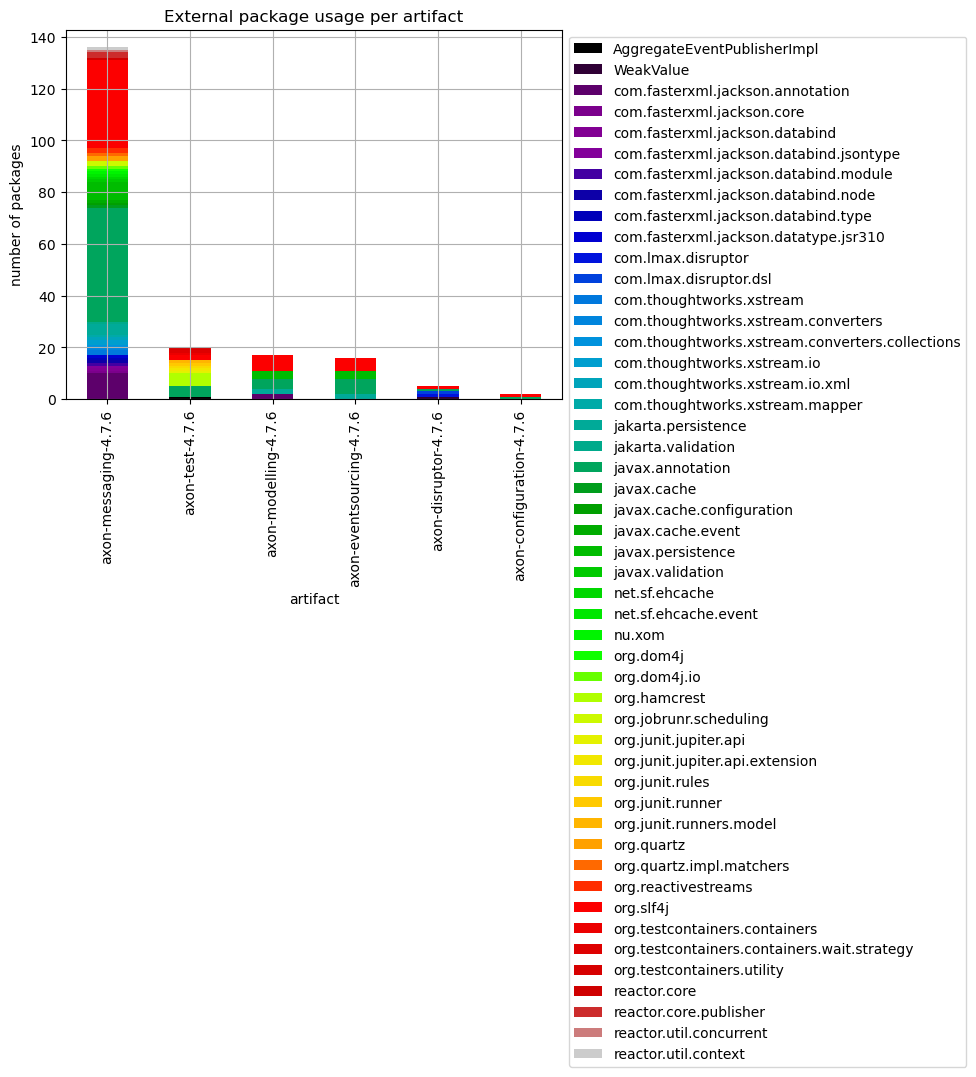 External package usage per artifact
140
120
100
80
60
40
20
0
number of packages
axon-messaging-4.7.6
axon-test-4.7.6
axon-modelling-4.7.6
axon-eventsourcing-4.7.6
axon-disruptor-4.7.6
axon-configuration-4.7.6
artifact
AggregateEventPublisherImpl
WeakValue
com.fasterxml.jackson.annotation
com.fasterxml.jackson.core
com.fasterxml.jackson.databind
com.fasterxml.jackson.databind.jsontype
com.fasterxml.jackson.databind.module
com.fasterxml.jackson.databind.node
com.fasterxml.jackson.databind.type
com.fasterxml.jackson.datatype.jsr310
com.lmax.disruptor
com.lmax.disruptor.dsl
com.thoughtworks.xstream
com.thoughtworks.xstream.converters
com.thoughtworks.xstream.converters.collections
com.thoughtworks.xstream.io
com.thoughtworks.xstream.io.xml
com.thoughtworks.xstream.mapper
jakarta.persistence
jakarta.validation
javax.annotation
javax.cache
javax.cache.configuration
javax.cache.event
javax.persistence
javax.validation
net.sf.ehcache
net.sf.ehcache.event
nu.xom
org.dom4j
org.dom4j.io
org.hamcrest
org.jobrunr.scheduling
org.junit.jupiter.api
org.junit.jupiter.api.extension
org.junit.rules
org.junit.runner
org.junit.runners.model
org.quartz
org.quartz.impl.matchers
org.reactivestreams
org.slf4j
org.testcontainers.containers
org.testcontainers.containers.wait.strategy
org.testcontainers.utility
reactor.core
reactor.core.publisher
reactor.util.concurrent
reactor.util.context